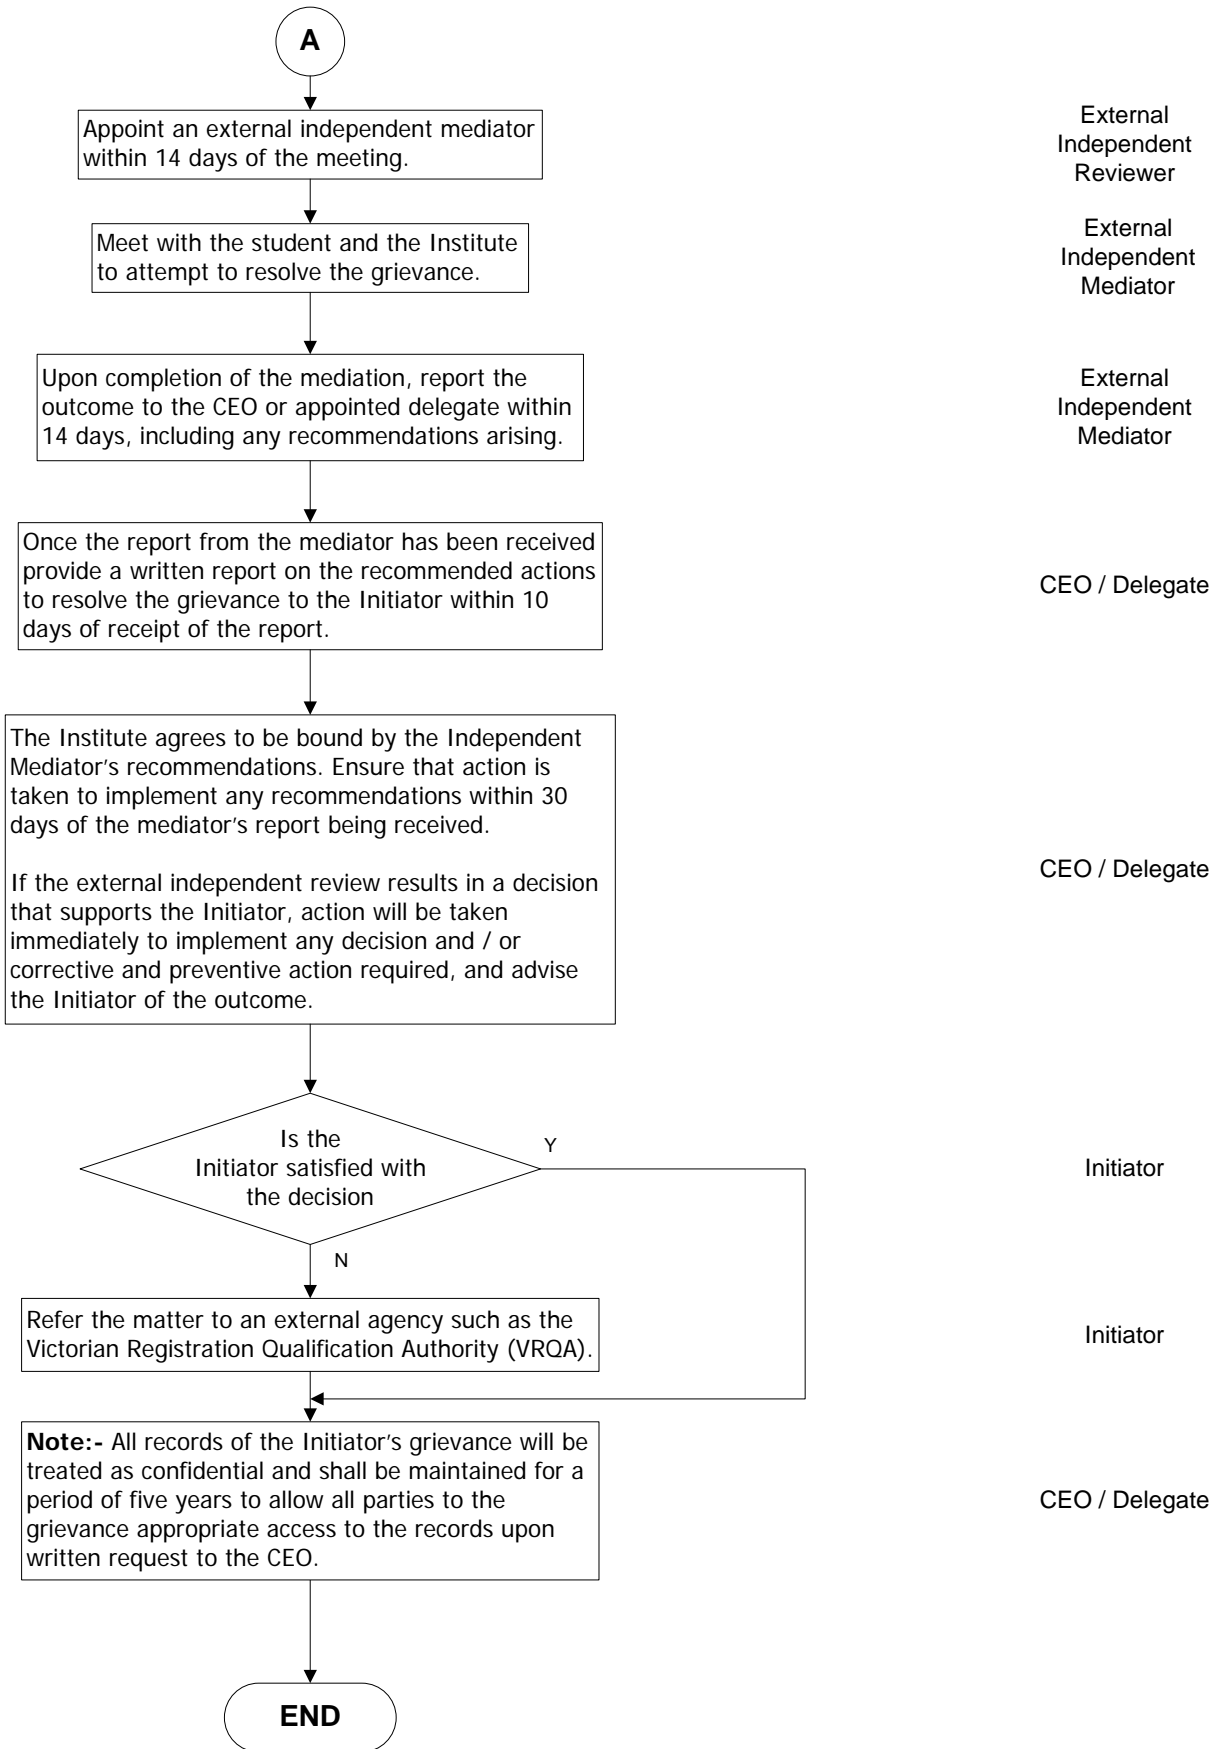 A
Appoint an external independent mediator
within 14 days of the meeting.
External
Independent
Reviewer
Meet with the student and the Institute
to attempt to resolve the grievance.
External
Independent
Mediator
Upon completion of the mediation, report the
outcome to the CEO or appointed delegate within
14 days, including any recommendations arising.
External
Independent
Mediator
Once the report from the mediator has been received
provide a written report on the recommended actions
to resolve the grievance to the Initiator within 10
days of receipt of the report.
CEO / Delegate
The Institute agrees to be bound by the Independent
Mediator's recommendations. Ensure that action is
taken to implement any recommendations within 30
days of the mediator's report being received.
If the external independent review results in a decision
that supports the Initiator, action will be taken
immediately to implement any decision and / or
corrective and preventive action required, and advise
the Initiator of the outcome.
CEO / Delegate
Is the
Initiator satisfied with
the decision
Y
Initiator
N
Refer the matter to an external agency such as the
Victorian Registration Qualification Authority (VRQA).
Initiator
Note:- All records of the Initiator's grievance will be
treated as confidential and shall be maintained for a
period of five years to allow all parties to the
grievance appropriate access to the records upon
written request to the CEO.
CEO / Delegate
END